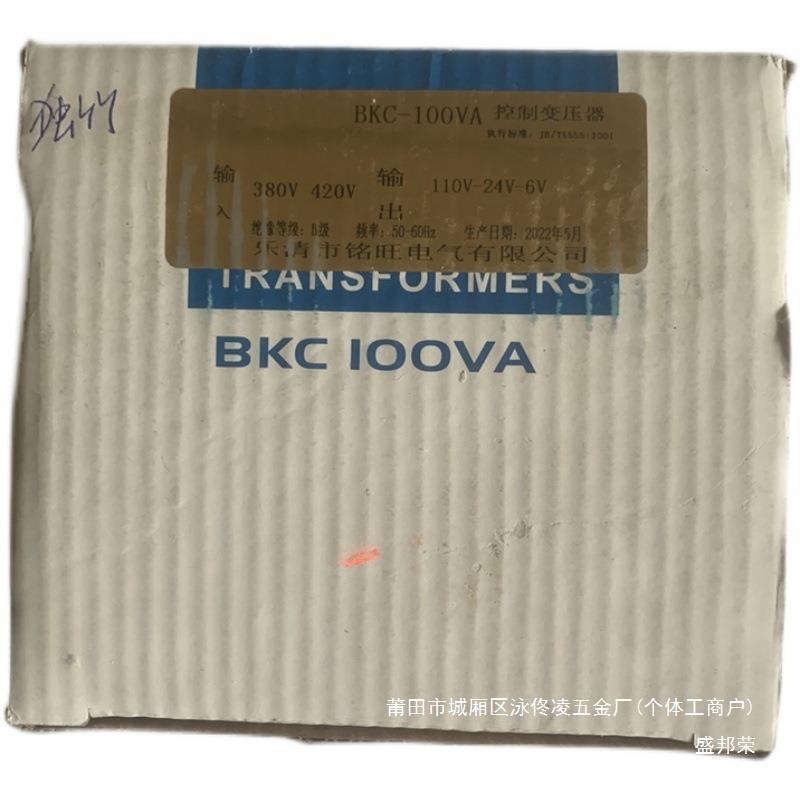 BKC-100VA 控制变压器
执行标准: JB/T5555-2001
输入 380V 420V 输出 110V-24V-6V
绝缘等级: B级 频率: 50-60Hz 生产日期: 2022年5月
乐清市铭旺电气有限公司
TRANSFORMERS
BKC 100VA
莆田市城厢区泳佟凌五金厂(个体工商户)
盛邦荣